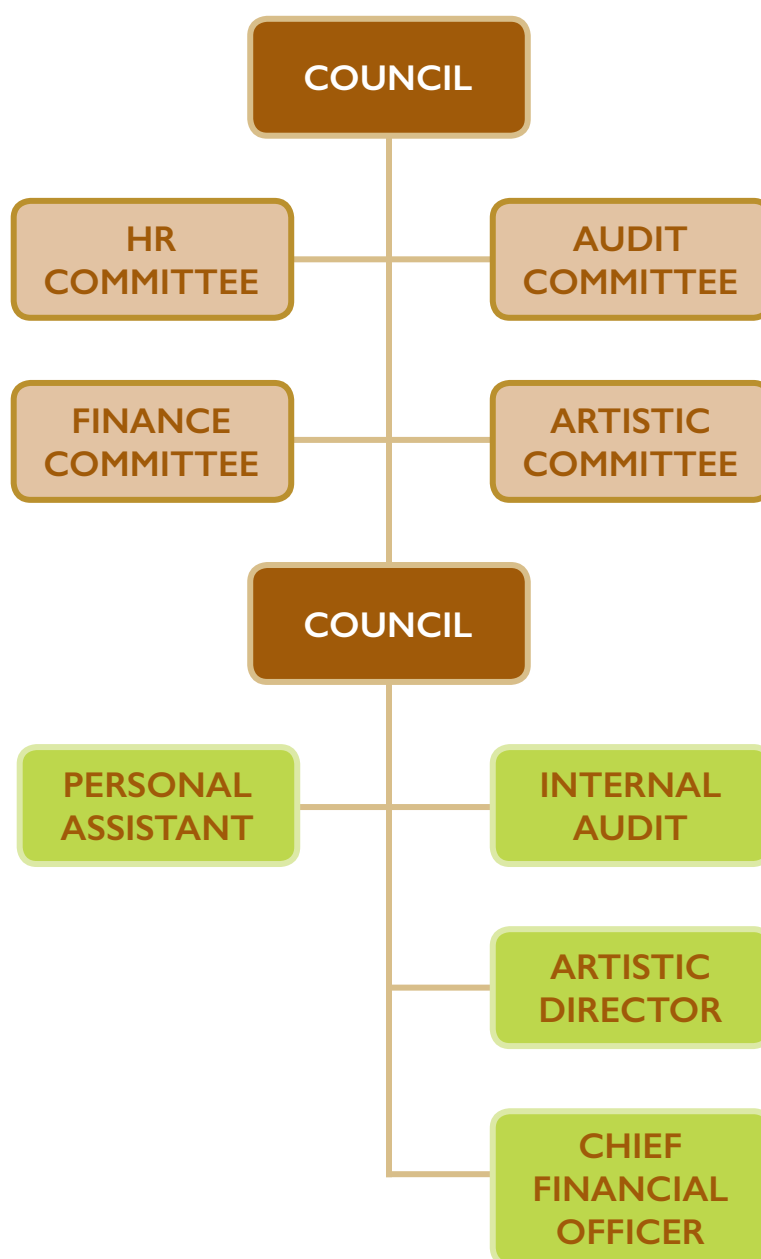 COUNCIL
HR
COMMITTEE
AUDIT
COMMITTEE
FINANCE
COMMITTEE
ARTISTIC
COMMITTEE
COUNCIL
PERSONAL
ASSISTANT
INTERNAL
AUDIT
ARTISTIC
DIRECTOR
CHIEF
FINANCIAL
OFFICER